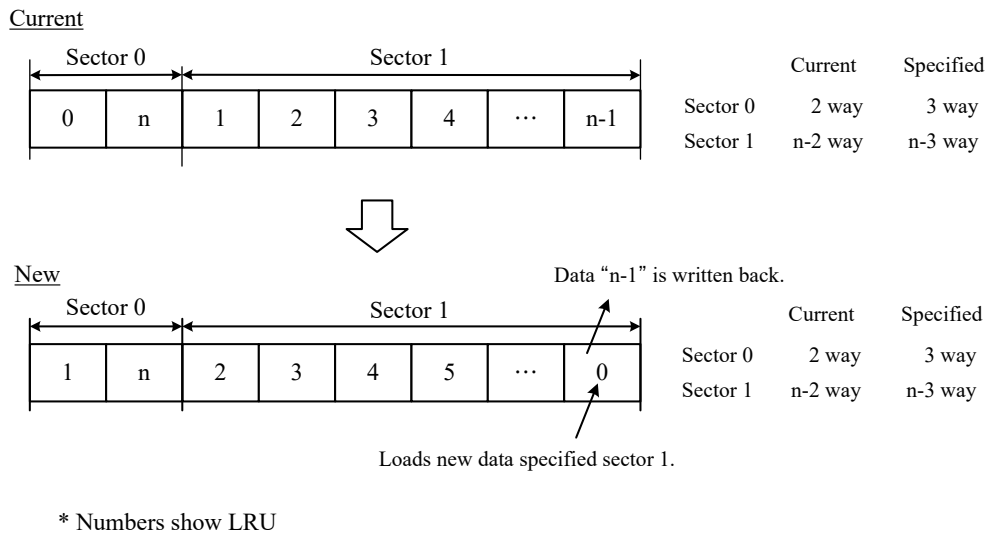 Current
Sector 0 Sector 1
Current Specified
0 n 1 2 3 4 ⋯ n-1
Sector 0 2 way 3 way
Sector 1 n-2 way n-3 way
New
Data “n-1” is written back.
Sector 0 Sector 1
Current Specified
1 n 2 3 4 5 ⋯ 0
Sector 0 2 way 3 way
Sector 1 n-2 way n-3 way
Loads new data specified sector 1.
* Numbers show LRU